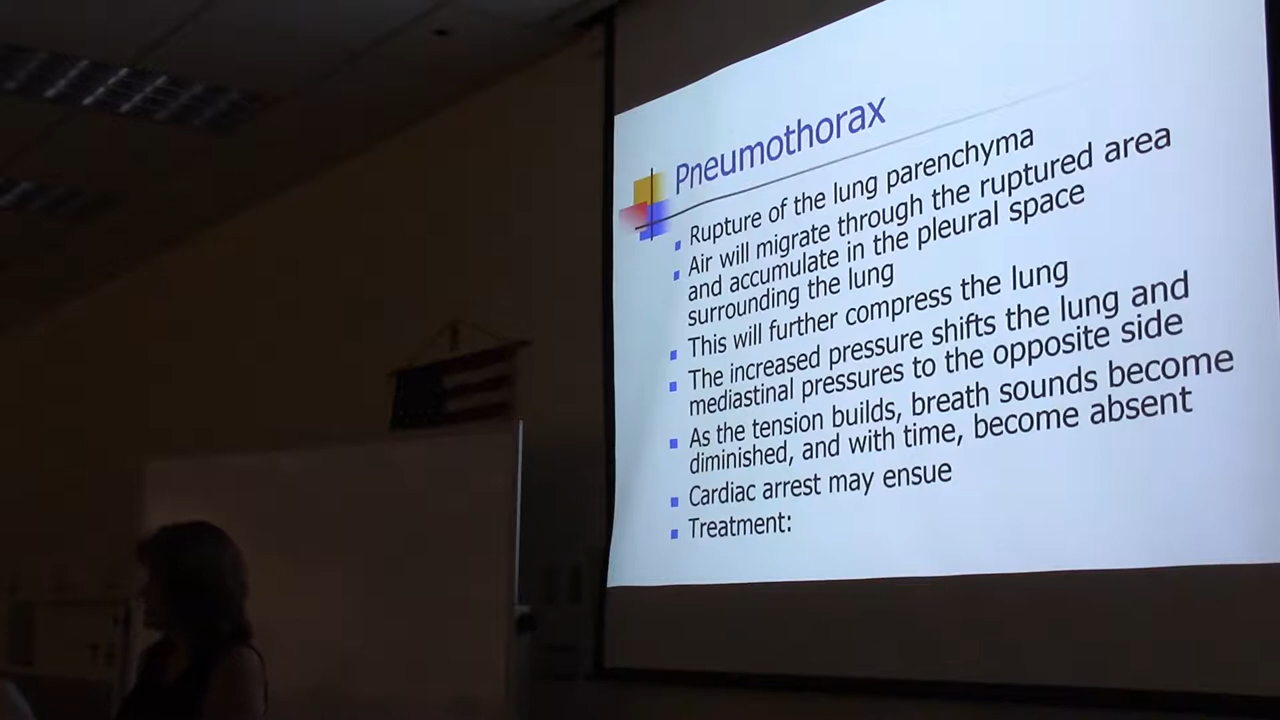 Pneumothorax
Rupture of the lung parenchyma
Air will migrate through the ruptured area
and accumulate in the pleural space
surrounding the lung
This will further compress the lung
The increased pressure shifts the lung and
mediastinal pressures to the opposite side
As the tension builds, breath sounds become
diminished, and with time, become absent
Cardiac arrest may ensue
Treatment: